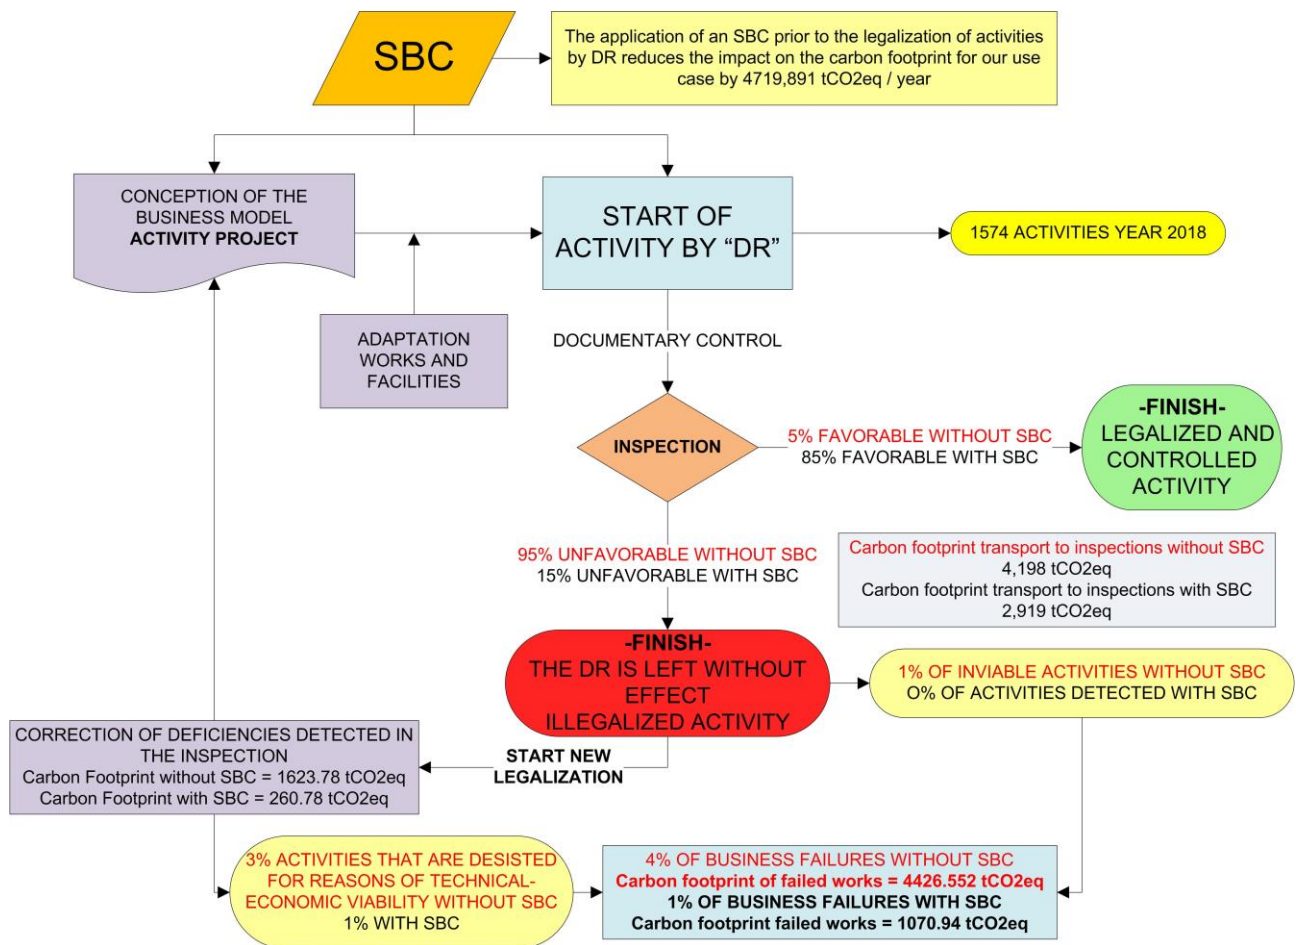 SBC
The application of an SBC prior to the legalization of activities
by DR reduces the impact on the carbon footprint for our use
case by 4719,891 tCO2eq / year
CONCEPTION OF THE
BUSINESS MODEL
ACTIVITY PROJECT
START OF
ACTIVITY BY “DR”
1574 ACTIVITIES YEAR 2018
ADAPTATION
WORKS AND
FACILITIES
DOCUMENTARY CONTROL
INSPECTION
5% FAVORABLE WITHOUT SBC
85% FAVORABLE WITH SBC
-FINISH-
LEGALIZED AND
CONTROLLED
ACTIVITY
95% UNFAVORABLE WITHOUT SBC
15% UNFAVORABLE WITH SBC
Carbon footprint transport to inspections without SBC
4,198 tCO2eq
Carbon footprint transport to inspections with SBC
2,919 tCO2eq
-FINISH-
THE DR IS LEFT WITHOUT
EFFECT
ILLEGALIZED ACTIVITY
1% OF INVIABLE ACTIVITIES WITHOUT SBC
O% OF ACTIVITIES DETECTED WITH SBC
CORRECTION OF DEFICIENCIES DETECTED IN
THE INSPECTION
Carbon Footprint without SBC = 1623.78 tCO2eq
Carbon Footprint with SBC = 260.78 tCO2eq
START NEW
LEGALIZATION
3% ACTIVITIES THAT ARE DESISTED
FOR REASONS OF TECHNICAL-
ECONOMIC VIABILITY WITHOUT SBC
1% WITH SBC
4% OF BUSINESS FAILURES WITHOUT SBC
Carbon footprint of failed works = 4426.552 tCO2eq
1% OF BUSINESS FAILURES WITH SBC
Carbon footprint failed works = 1070.94 tCO2eq